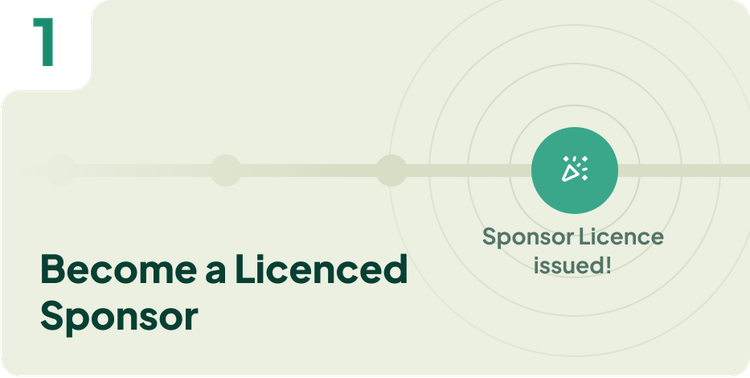 1
Sponsor Licence
issued!
Become a Licenced
Sponsor